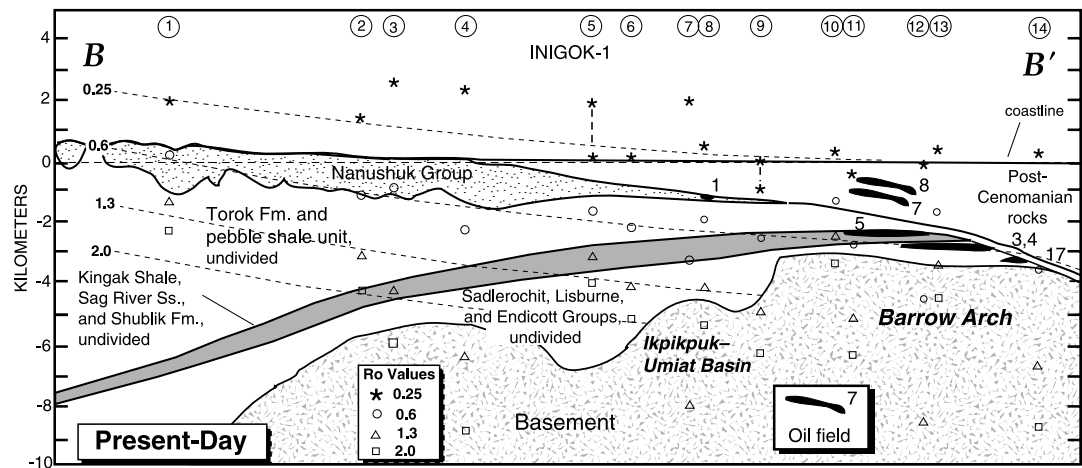 1 2 3 4 5 6 7 8 9 10 11 12 13 14
4
B
INIGOK-1
B′
0.25
2
coastline
0.6
0
Nanushuk Group
1
8
7
Post-
Cenomanian
rocks
1.3
-2
Torok Fm. and
pebble shale unit,
undivided
5
3,4
17
2.0
KILOMETERS
-4
Kingak Shale,
Sag River Ss.,
and Shublik Fm.,
undivided
Sadlerochit, Lisburne,
and Endicott Groups,
undivided
Barrow Arch
Ikpikpuk–
Umiat Basin
-6
Ro Values
0.25
0.6
1.3
2.0
-8
Basement
7
Oil field
Present-Day
-10